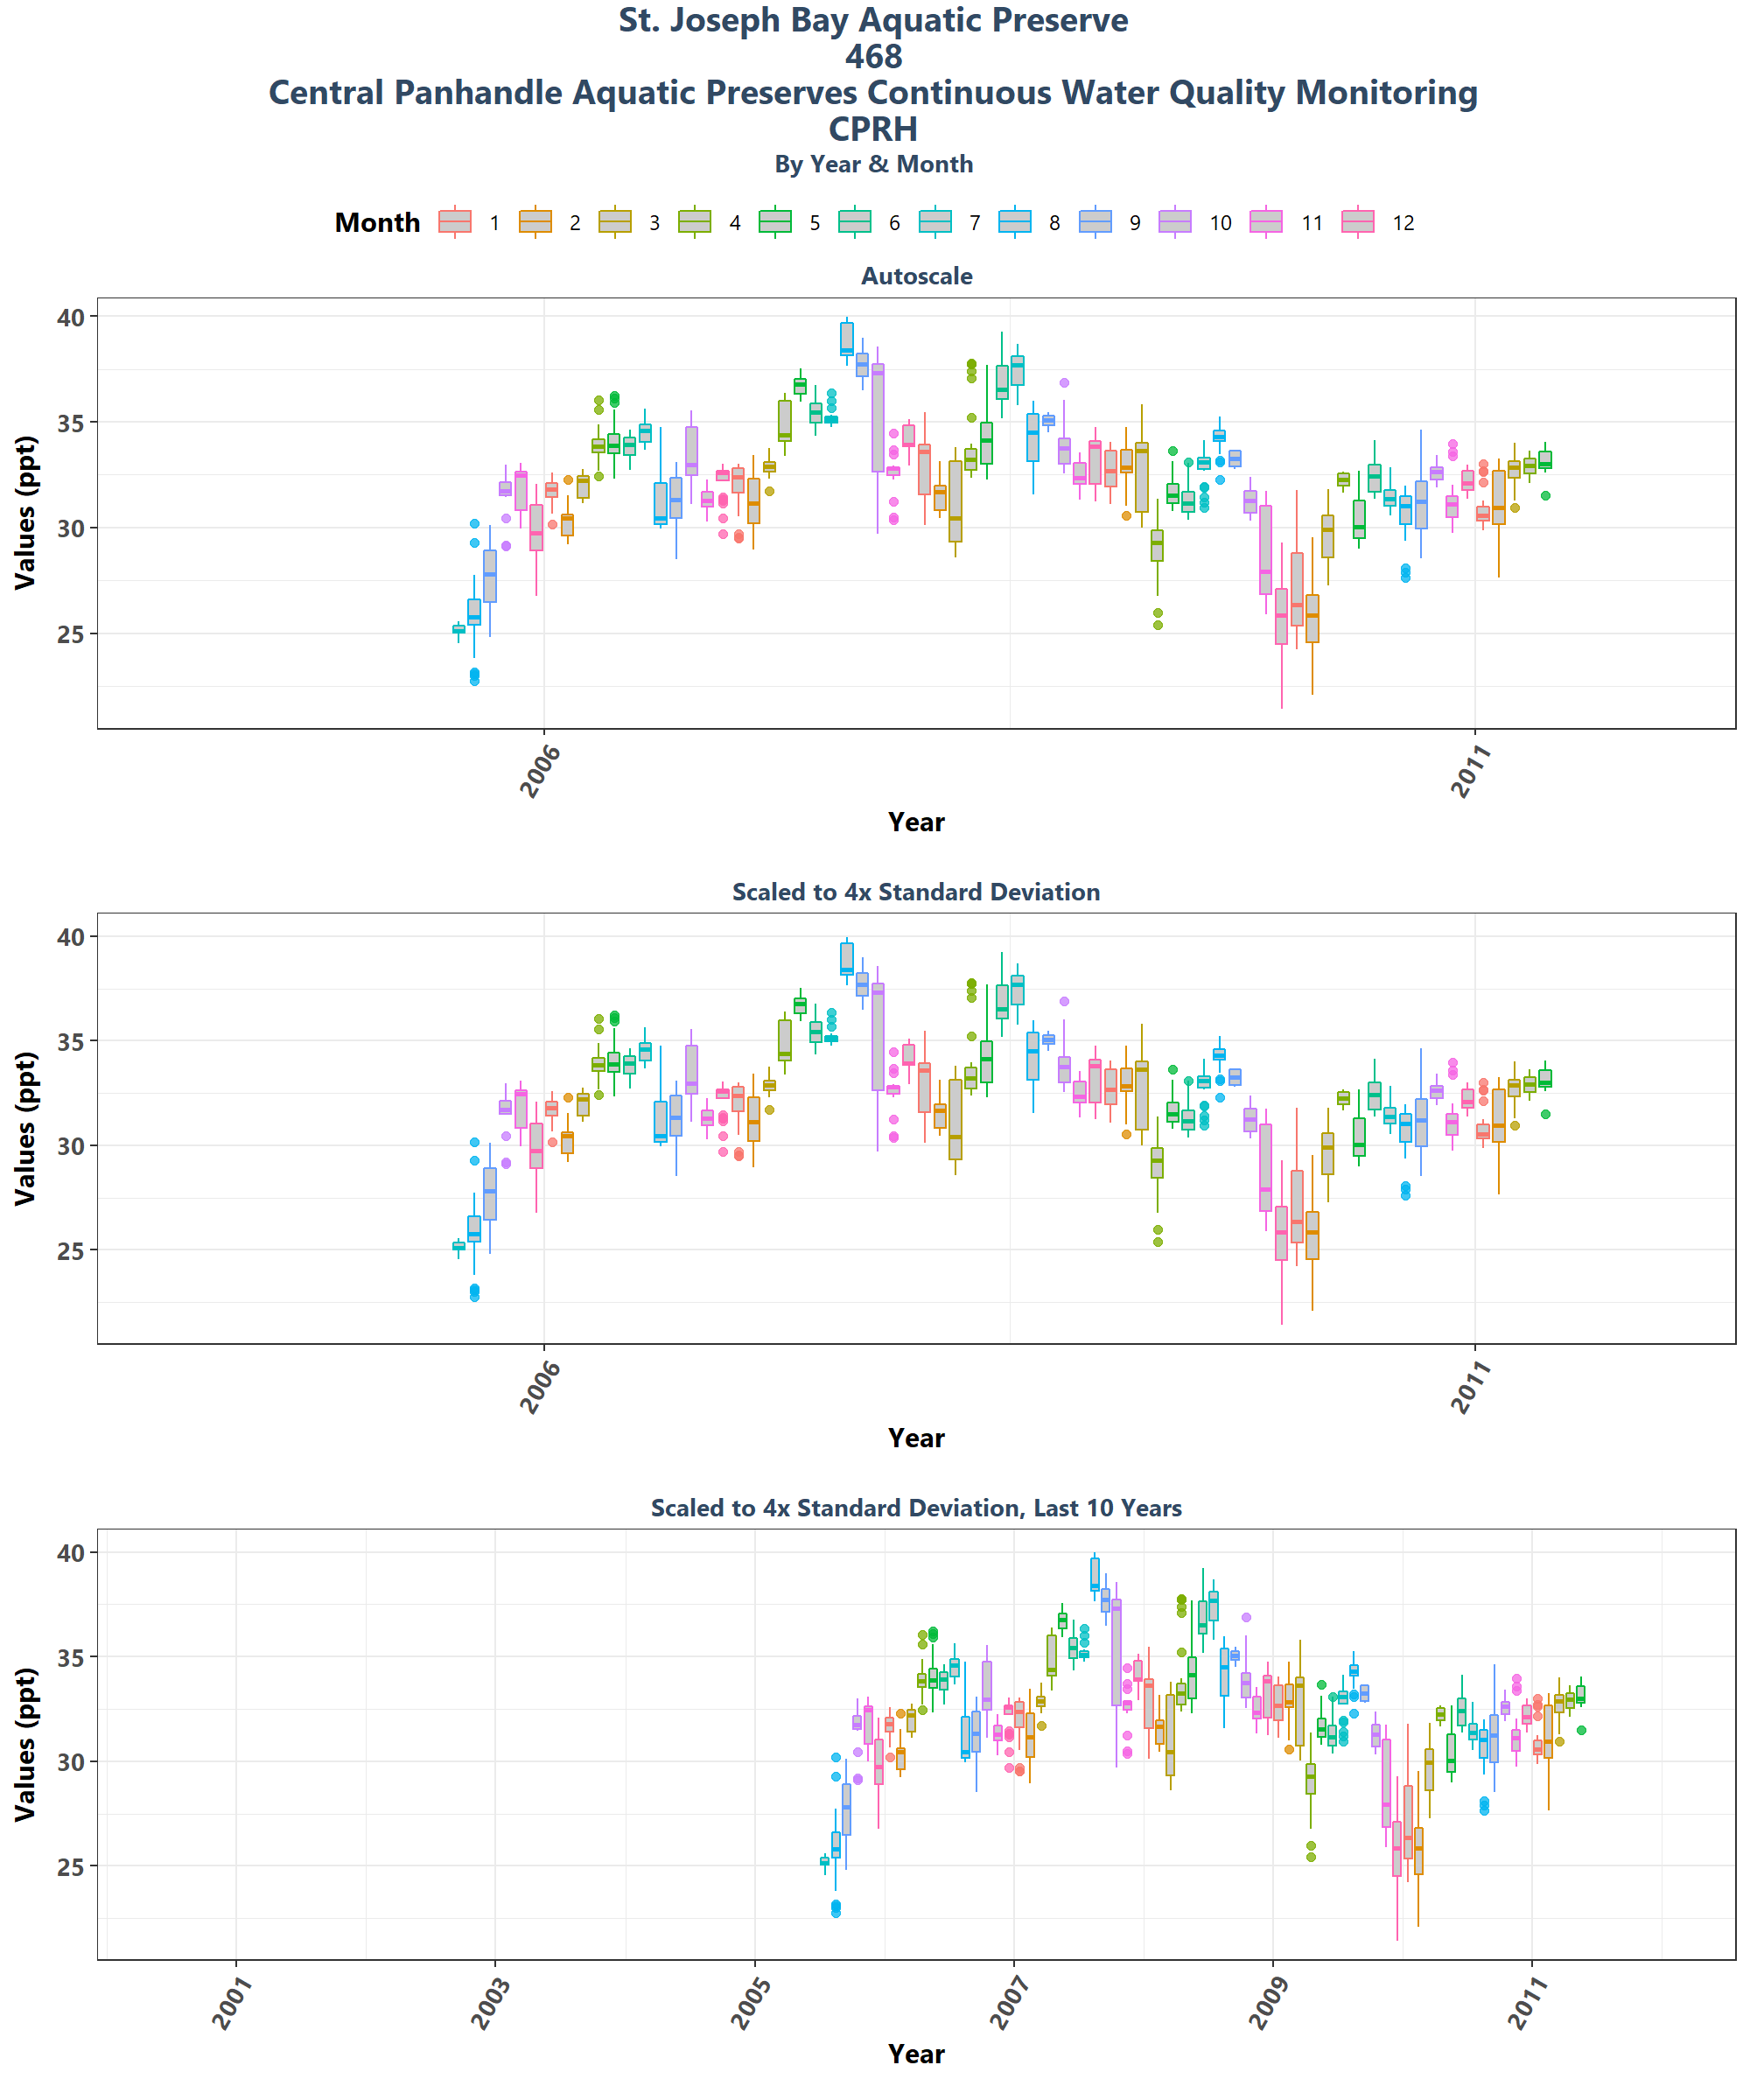 St. Joseph Bay Aquatic Preserve
468
Central Panhandle Aquatic Preserves Continuous Water Quality Monitoring
CPRH
By Year & Month
Month 1 2 3 4 5 6 7 8 9 10 11 12
Autoscale
40
35
30
25
Values (ppt)
2006 2011
Year
Scaled to 4x Standard Deviation
40
35
30
25
Values (ppt)
2006 2011
Year
Scaled to 4x Standard Deviation, Last 10 Years
40
35
30
25
Values (ppt)
2001 2003 2005 2007 2009 2011
Year